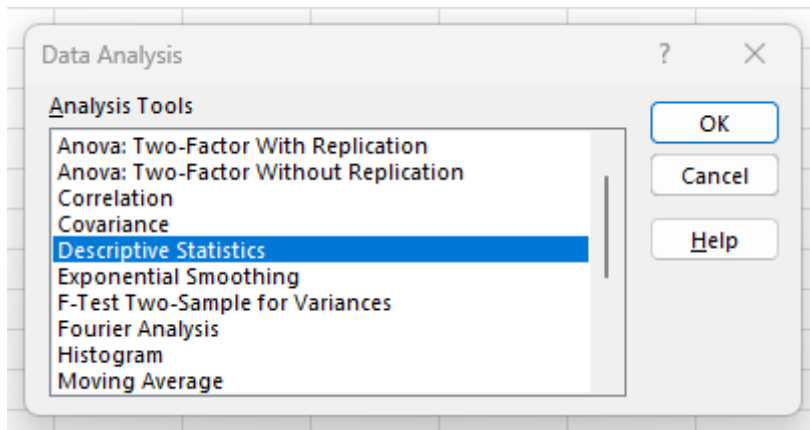 Data Analysis
?
Analysis Tools
OK
Anova: Two-Factor With Replication
Anova: Two-Factor Without Replication
Correlation
Cancel
Covariance
Descriptive Statistics
Help
Exponential Smoothing
F-Test Two-Sample for Variances
Fourier Analysis
Histogram
Moving Average